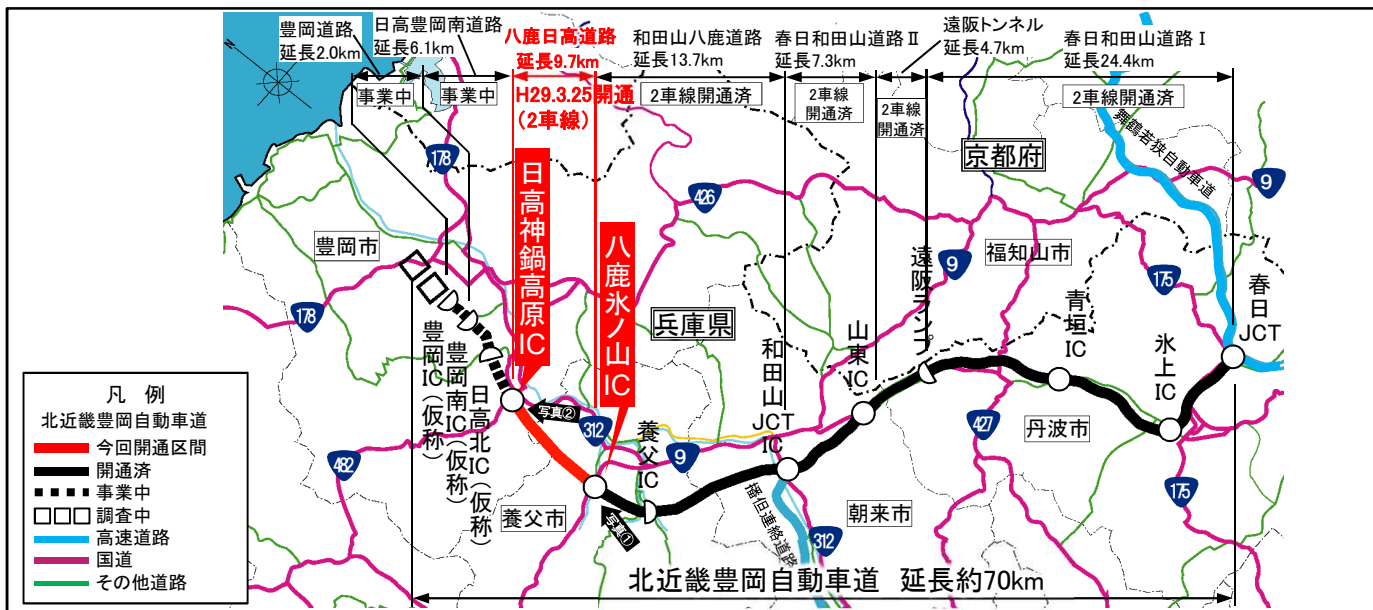 豊岡道路
延長2.0km
事業中
日高豊岡南道路
延長6.1km
事業中
八鹿日高道路
延長9.7km
H29.3.25開通
(2車線)
和田山八鹿道路
延長13.7km
2車線開通済
春日和田山道路Ⅱ
延長7.3km
2車線
開通済
遠阪トンネル
延長4.7km
2車線
開通済
春日和田山道路Ⅰ
延長24.4km
2車線開通済
N
178
京都府
舞鶴若狭自動車道
9
426
豊岡市
日高神鍋高原IC
八鹿氷ノ山IC
兵庫県
9
福知山市
175
178
豊岡IC(仮称)
豊岡南IC(仮称)
日高北IC(仮称)
和田山JCT IC
山東IC
遠阪ランプ
青垣IC
氷上IC
春日JCT
写真②
312
養父IC
9
427
丹波市
482
養父市
写真①
播但連絡道路
312
朝来市
175
北近畿豊岡自動車道 延長約70km
凡 例
北近畿豊岡自動車道
今回開通区間
開通済
事業中
調査中
高速道路
国道
その他道路